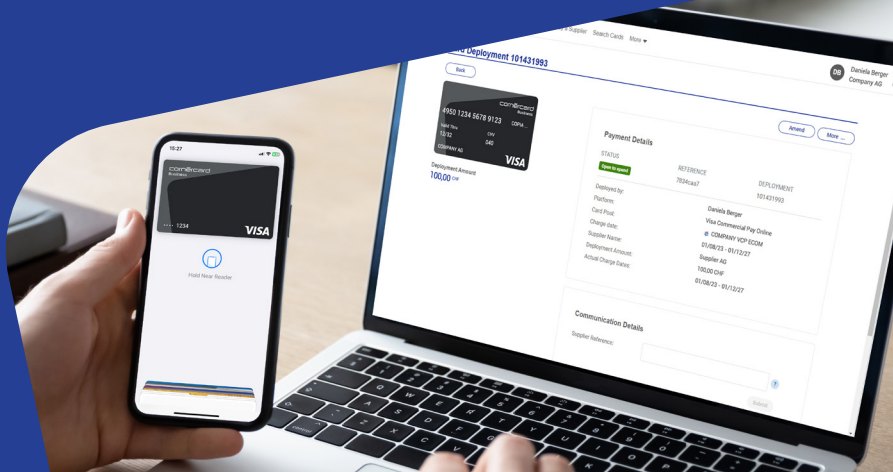 15:27
cornèrcard
Business
•••• 1234
VISA
Hold Near Reader
Supplier Search Cards More
Deployment 101431993
DB Daniela Berger
Company AG
Back
Amend More ...
cornèrcard
Business
4950 1234 5678 9123 COPIA ...
Valid Thru CVV
12/32 040
COMPANY AG
VISA
Deployment Amount
100,00 CHF
Payment Details
STATUS REFERENCE DEPLOYMENT
Open to spend 7834caa7 101431993
Deployed by: Daniela Berger
Platform: Visa Commercial Pay Online
Card Pool: COMPANY VCP ECOM
Charge date: 01/08/23 - 01/12/27
Supplier Name: Supplier AG
Deployment Amount: 100,00 CHF
Actual Charge Dates: 01/08/23 - 01/12/27
Communication Details
Supplier Reference:
?
Submit